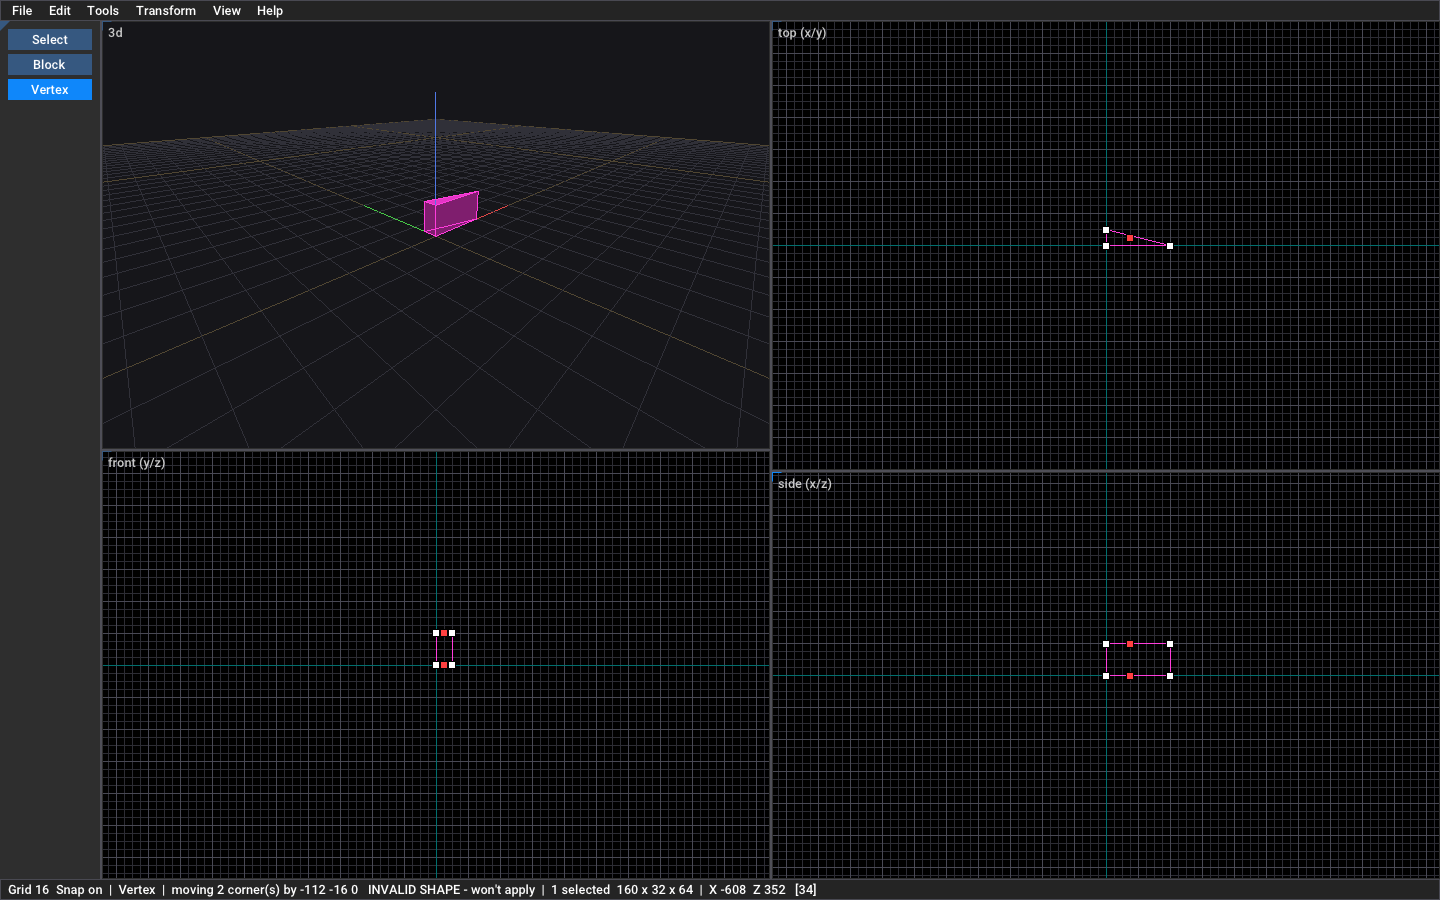 File Edit Tools Transform View Help
Select
Block
Vertex
3d
top (x/y)
front (y/z)
side (x/z)
Grid 16 Snap on | Vertex | moving 2 corner(s) by -112 -16 0 INVALID SHAPE - won't apply | 1 selected 160 x 32 x 64 | X -608 Z 352 [34]